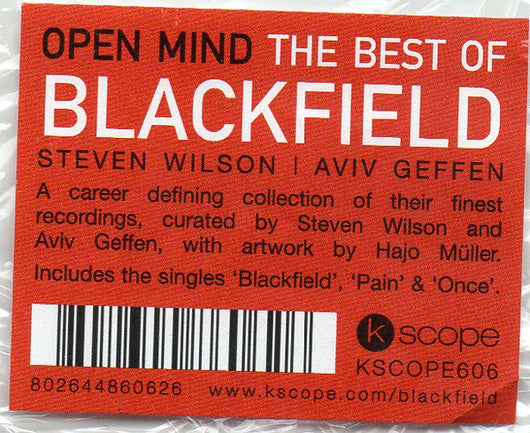 OPEN MIND THE BEST OF
BLACKFIELD
STEVEN WILSON | AVIV GEFFEN
A career defining collection of their finest
recordings, curated by Steven Wilson and
Aviv Geffen, with artwork by Hajo Müller.
Includes the singles ‘Blackfield’, ‘Pain’ & ‘Once’.
k scope
KSCOPE606
802644860626 www.kscope.com/blackfield